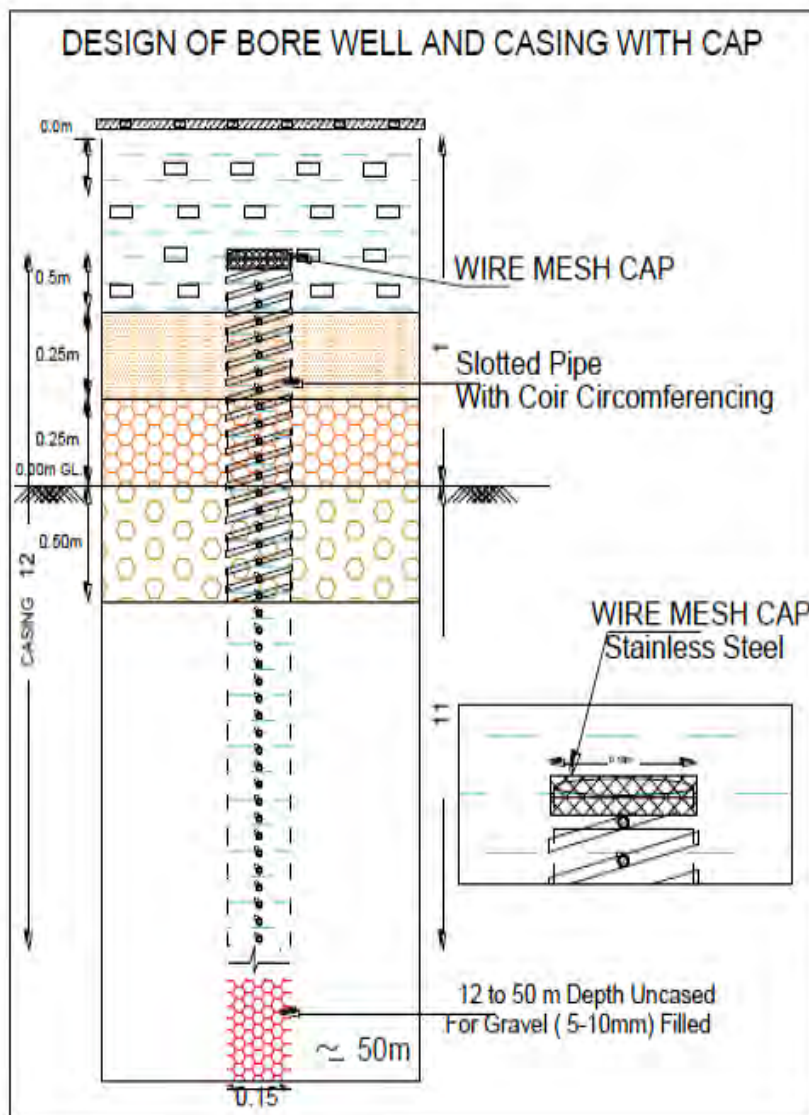 DESIGN OF BORE WELL AND CASING WITH CAP
0.0m
WIRE MESH CAP
0.5m
0.25m
1
Slotted Pipe
With Coir Circomferencing
0.25m
0.00m GL.
0.50m
CASING 12
WIRE MESH CAP
Stainless Steel
11
12 to 50 m Depth Uncased
For Gravel ( 5-10mm) Filled
~ 50m
0.15